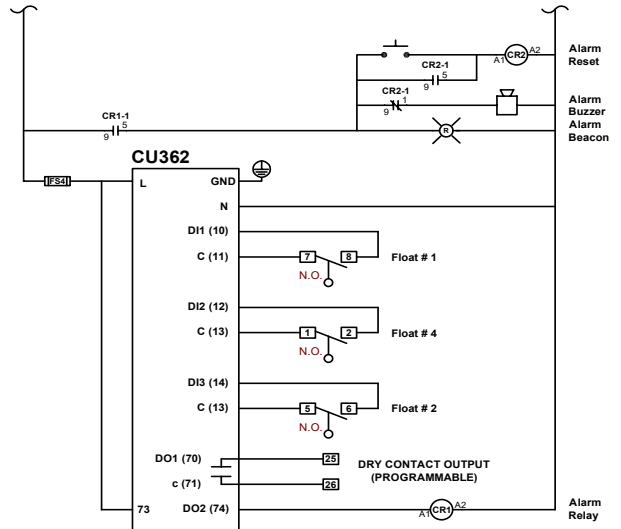 A1 CR2 A2
Alarm
Reset
CR2-1
9 5
CR2-1
9 1
Alarm
Buzzer
CR1-1
9 5
R
Alarm
Beacon
CU362
FS4
L
GND
N
DI1 (10)
C (11)
7 8
Float # 1
N.O.
DI2 (12)
C (13)
1 2
Float # 4
N.O.
DI3 (14)
C (13)
5 6
Float # 2
N.O.
DO1 (70)
25
DRY CONTACT OUTPUT
(PROGRAMMABLE)
c (71)
26
73
DO2 (74)
A1 CR1 A2
Alarm
Relay